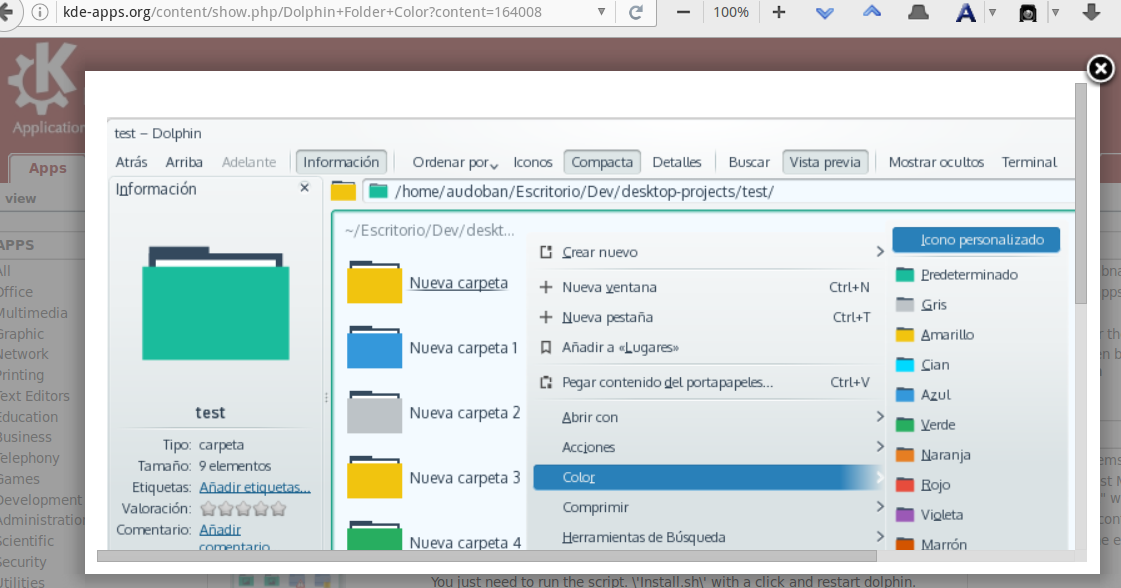 kde-apps.org/content/show.php/Dolphin+Folder+Color?content=164008
100%
Application
Apps
view
APPS
All
Office
Multimedia
Graphic
Network
Printing
Text Editors
Education
Business
Telephony
Games
Development
Administration
Scientific
Security
Utilities
test – Dolphin
Atrás Arriba Adelante Información Ordenar por Iconos Compacta Detalles Buscar Vista previa Mostrar ocultos Terminal
Información
/home/audoban/Escritorio/Dev/desktop-projects/test/
test
Tipo: carpeta
Tamaño: 9 elementos
Etiquetas: Añadir etiquetas...
Valoración:
Comentario: Añadir
comentario
~/Escritorio/Dev/deskt...
Nueva carpeta
Nueva carpeta 1
Nueva carpeta 2
Nueva carpeta 3
Nueva carpeta 4
Crear nuevo
Nueva ventana Ctrl+N
Nueva pestaña Ctrl+T
Añadir a «Lugares»
Pegar contenido del portapapeles... Ctrl+V
Abrir con
Acciones
Color
Comprimir
Herramientas de Búsqueda
Icono personalizado
Predeterminado
Gris
Amarillo
Cian
Azul
Verde
Naranja
Rojo
Violeta
Marrón
You just need to run the script. \'Install.sh\' with a click and restart dolphin.